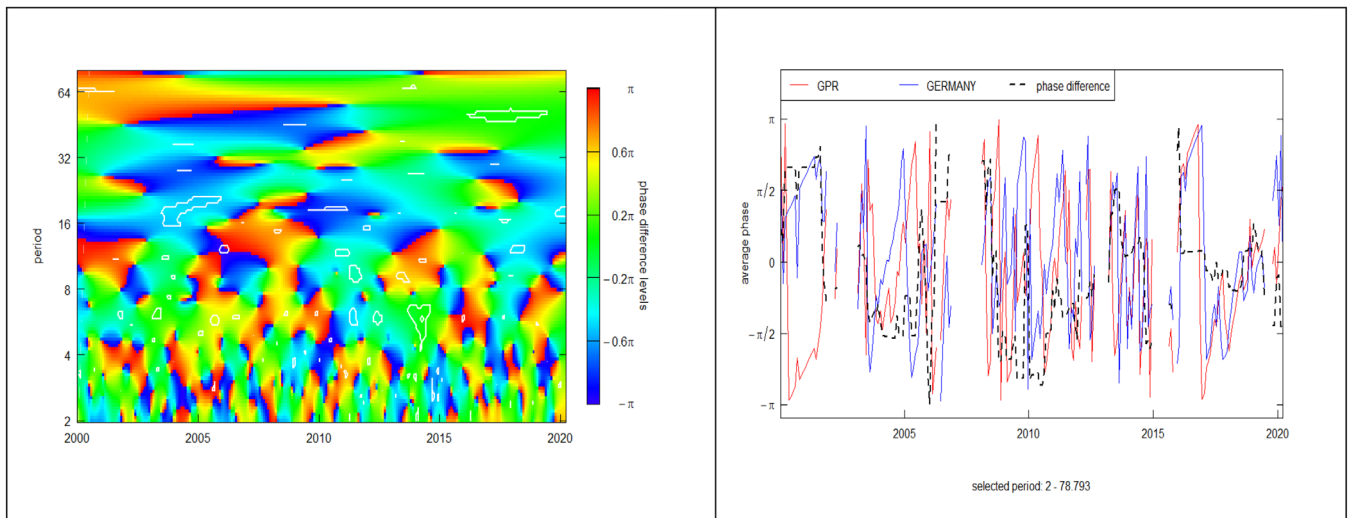 64
32
16
8
4
2
period
2000 2005 2010 2015 2020
π
0.6π
0.2π
−0.2π
−0.6π
−π
phase difference levels
GPR GERMANY phase difference
π
π/2
0
−π/2
−π
average phase
2005 2010 2015 2020
selected period: 2 - 78.793